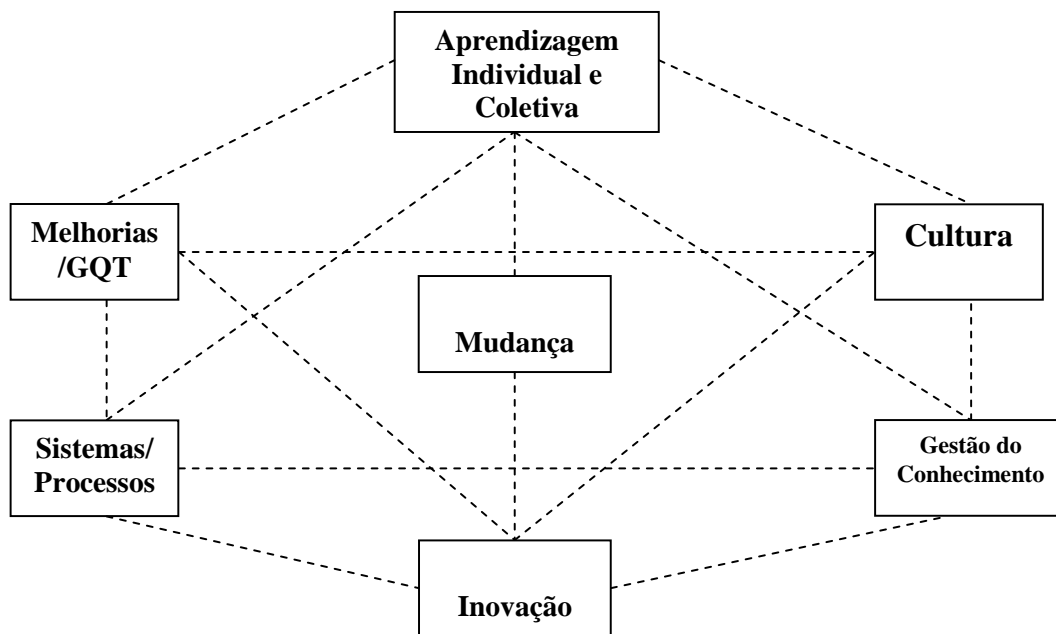 Aprendizagem
Individual e
Coletiva
Melhorias
/GQT
Cultura
Mudança
Sistemas/
Processos
Gestão do
Conhecimento
Inovação